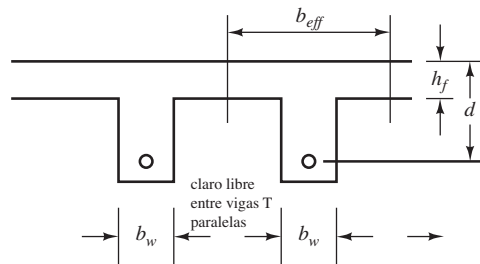 b_eff
h_f
d
claro libre
entre vigas T
paralelas
b_w
b_w